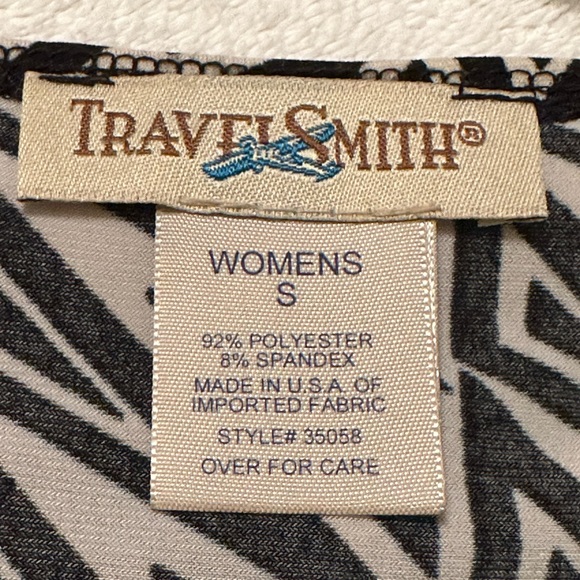 TRAVELSMITH®
WOMENS
S
92% POLYESTER
8% SPANDEX
MADE IN U.S.A. OF
IMPORTED FABRIC
STYLE# 35058
OVER FOR CARE